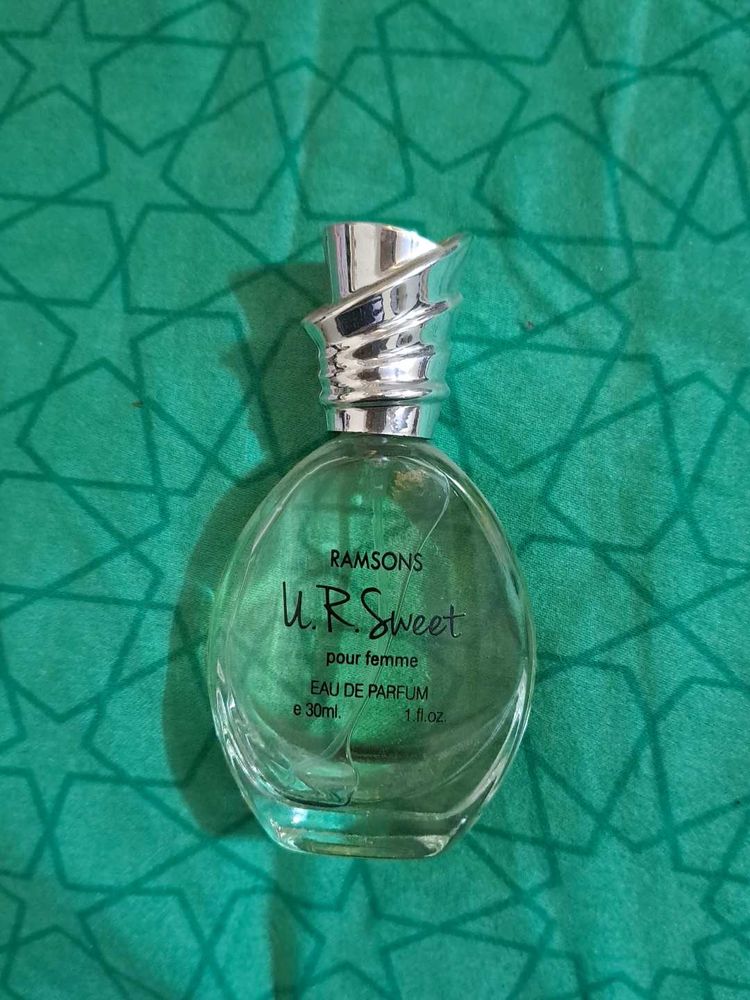 RAMSONS
U.R.Sweet
pour femme
EAU DE PARFUM
e 30ml. 1 fl.oz.